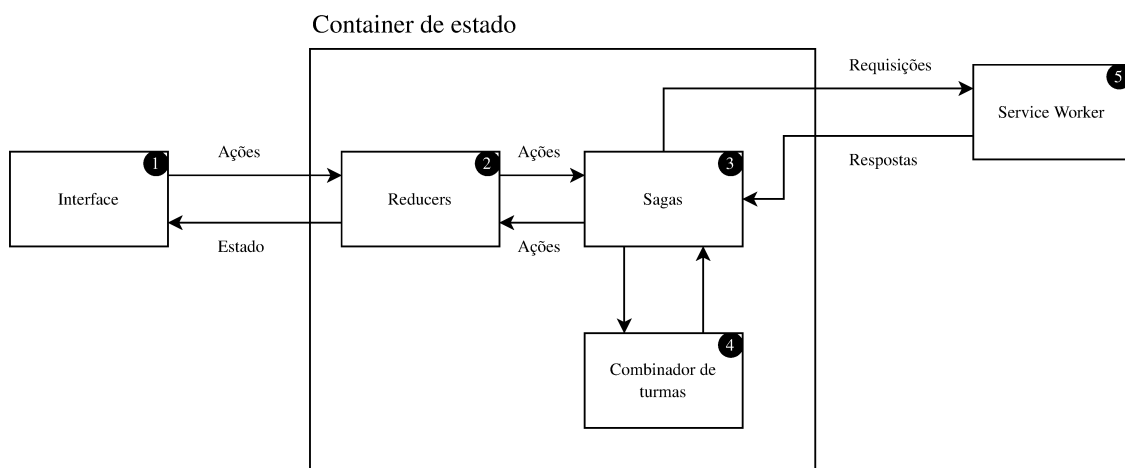 Container de estado
Requisições
5
Service Worker
Respostas
Ações
1
Interface
Estado
2
Reducers
Ações
Ações
3
Sagas
4
Combinador de
turmas